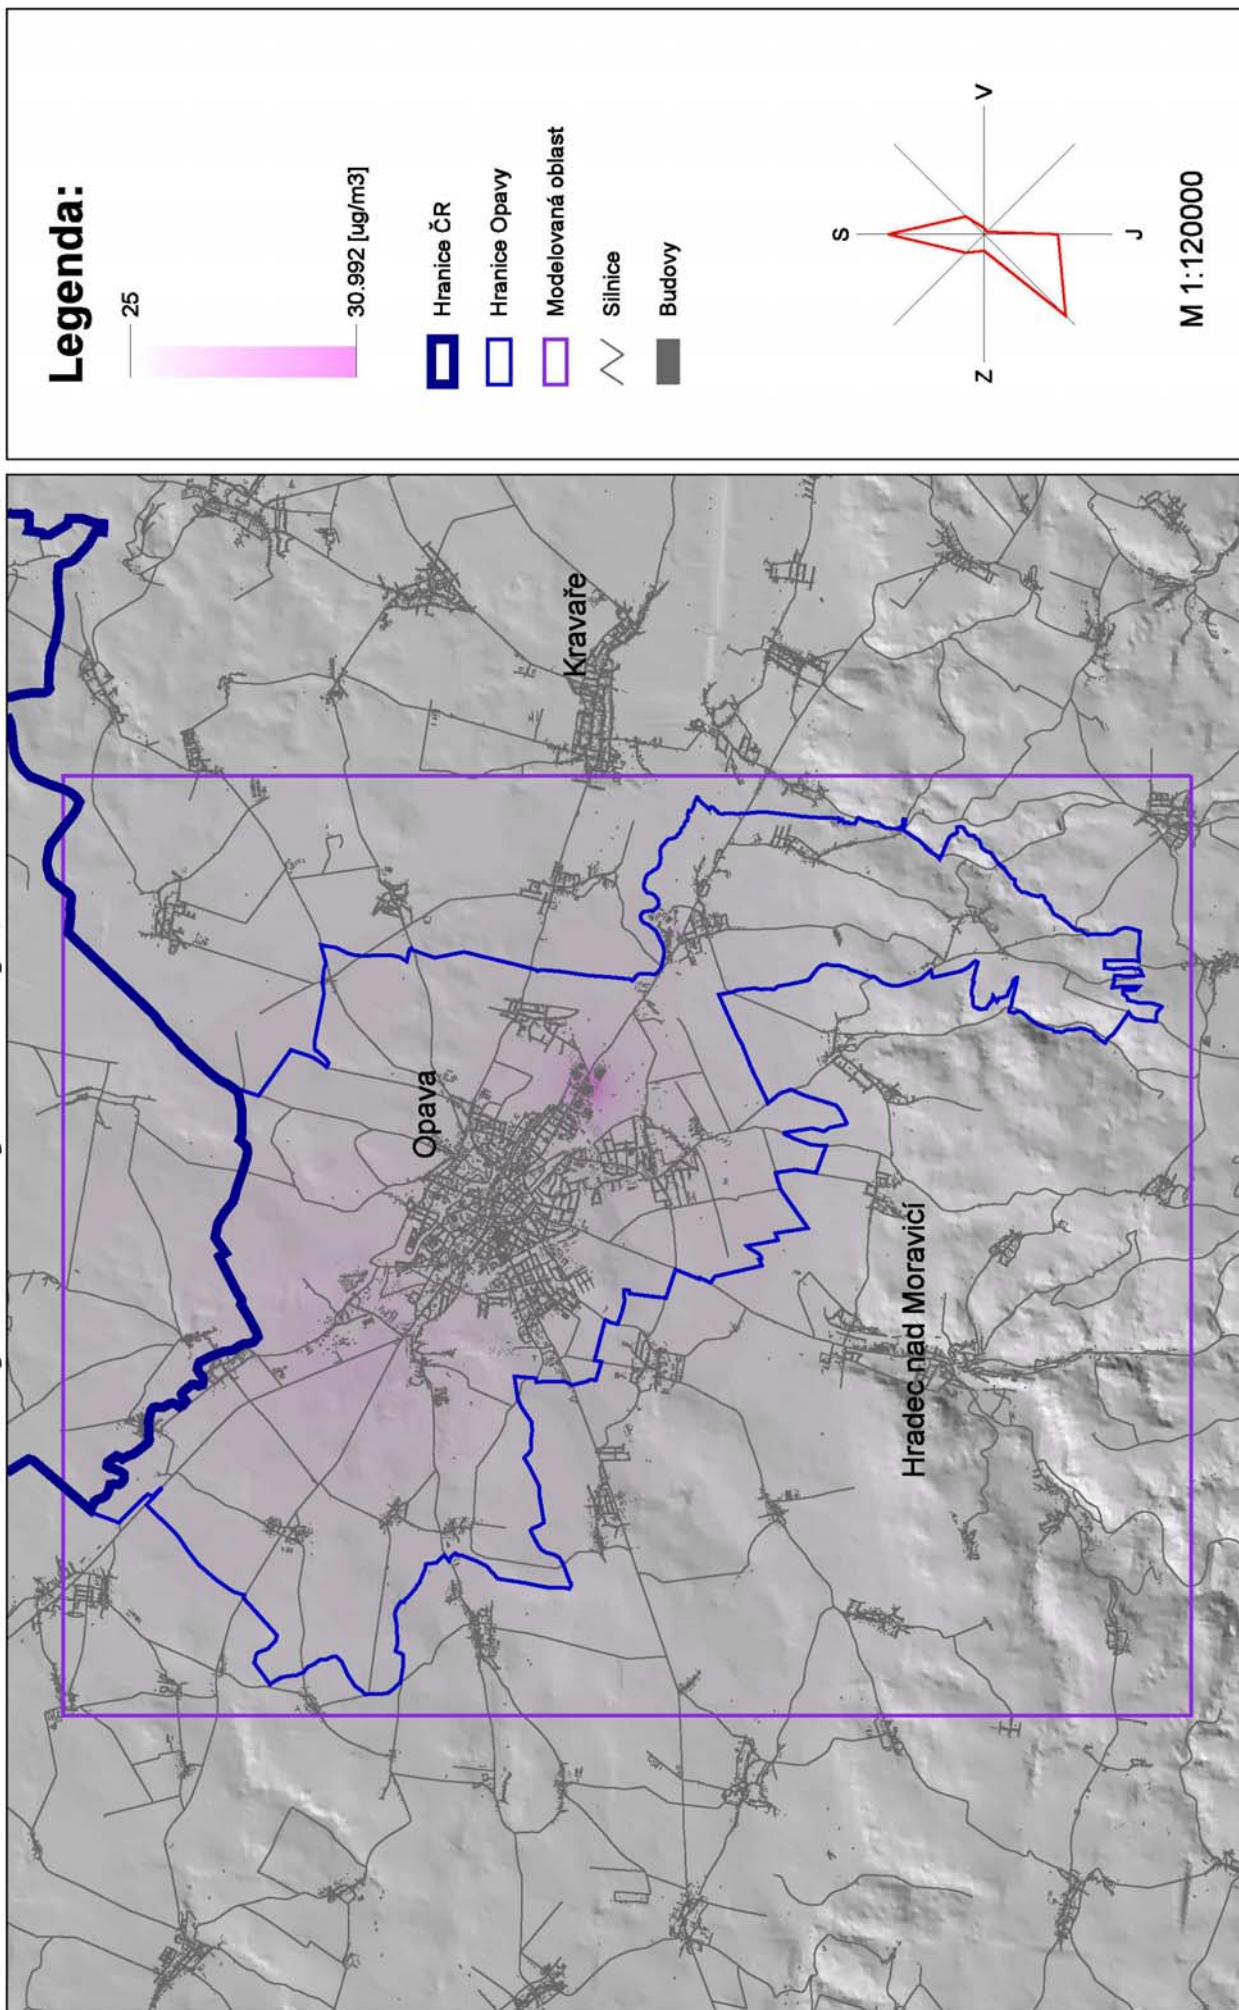 Legenda:
25
30.992 [ug/m3]
Hranice ČR
Hranice Opavy
Modelovaná oblast
Silnice
Budovy
S
V
Z
J
M 1:120000
Opava
Kravaře
Hradec nad Moravicí